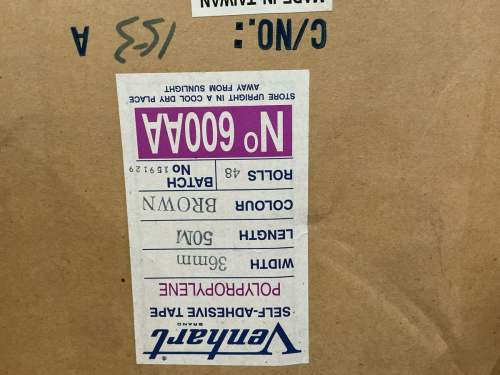 Venhart®
BRAND
SELF-ADHESIVE TAPE
POLYPROPYLENE
WIDTH 36mm
LENGTH 50M
COLOUR BROWN
ROLLS 48 BATCH No 159129
Nº 600AA
STORE UPRIGHT IN A COOL DRY PLACE
AWAY FROM SUNLIGHT
C/NO.: A
MADE IN TAIWAN